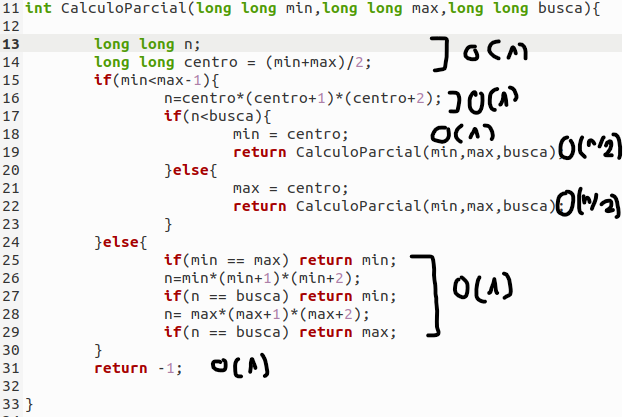 11 int CalculoParcial(long long min,long long max,long long busca){
12
13 long long n;
14 long long centro = (min+max)/2; O(1)
15 if(min<max-1){
16 n=centro*(centro+1)*(centro+2); O(1)
17 if(n<busca){
18 min = centro; O(1)
19 return CalculoParcial(min,max,busca); O(n/2)
20 }else{
21 max = centro;
22 return CalculoParcial(min,max,busca); O(n/2)
23 }
24 }else{
25 if(min == max) return min;
26 n=min*(min+1)*(min+2);
27 if(n == busca) return min; O(1)
28 n= max*(max+1)*(max+2);
29 if(n == busca) return max;
30 }
31 return -1; O(1)
32
33 }